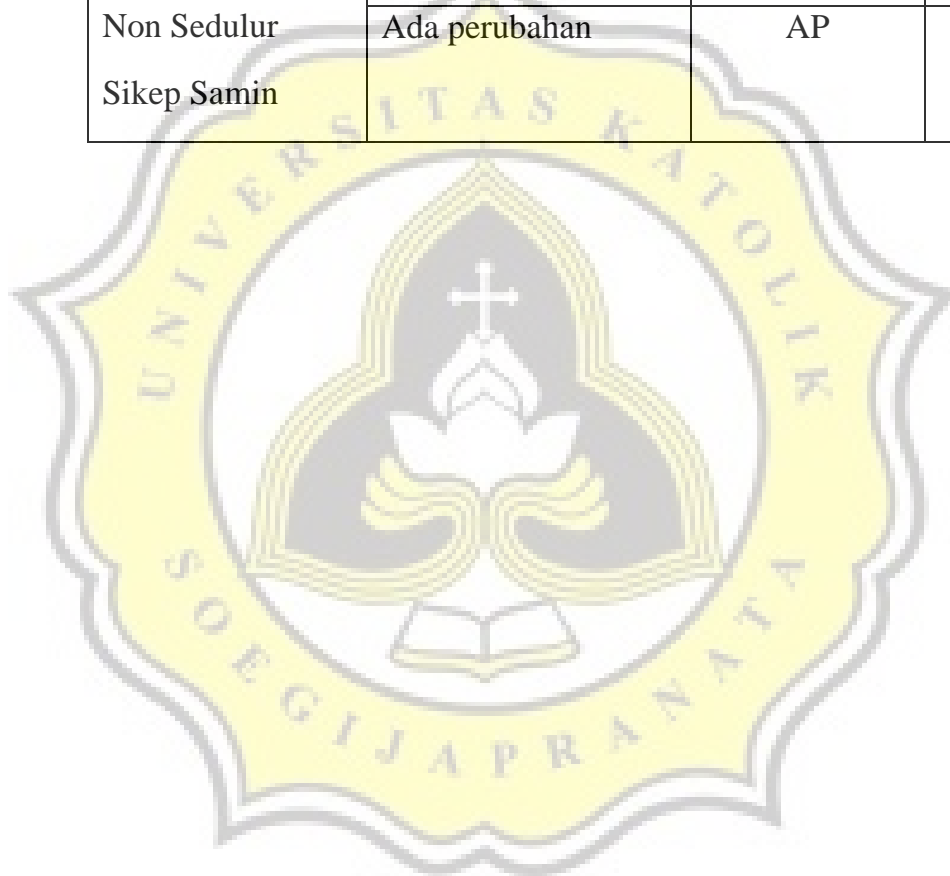 Non Sedulur Ada perubahan AP
Sikep Samin
UNIVERSITAS KATOLIK
SOEGIJAPRANATA